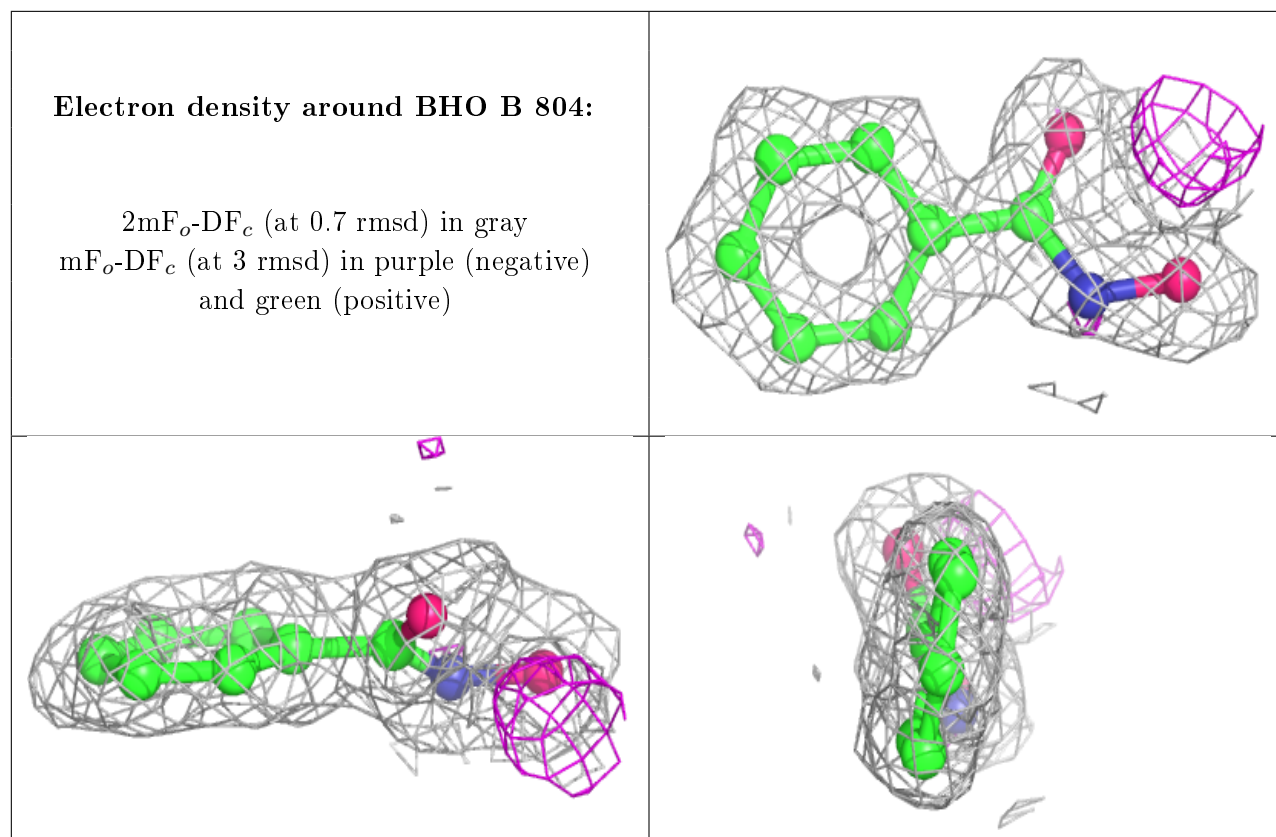 Electron density around BHO B 804:
2mFo-DFc (at 0.7 rmsd) in gray
mFo-DFc (at 3 rmsd) in purple (negative)
and green (positive)